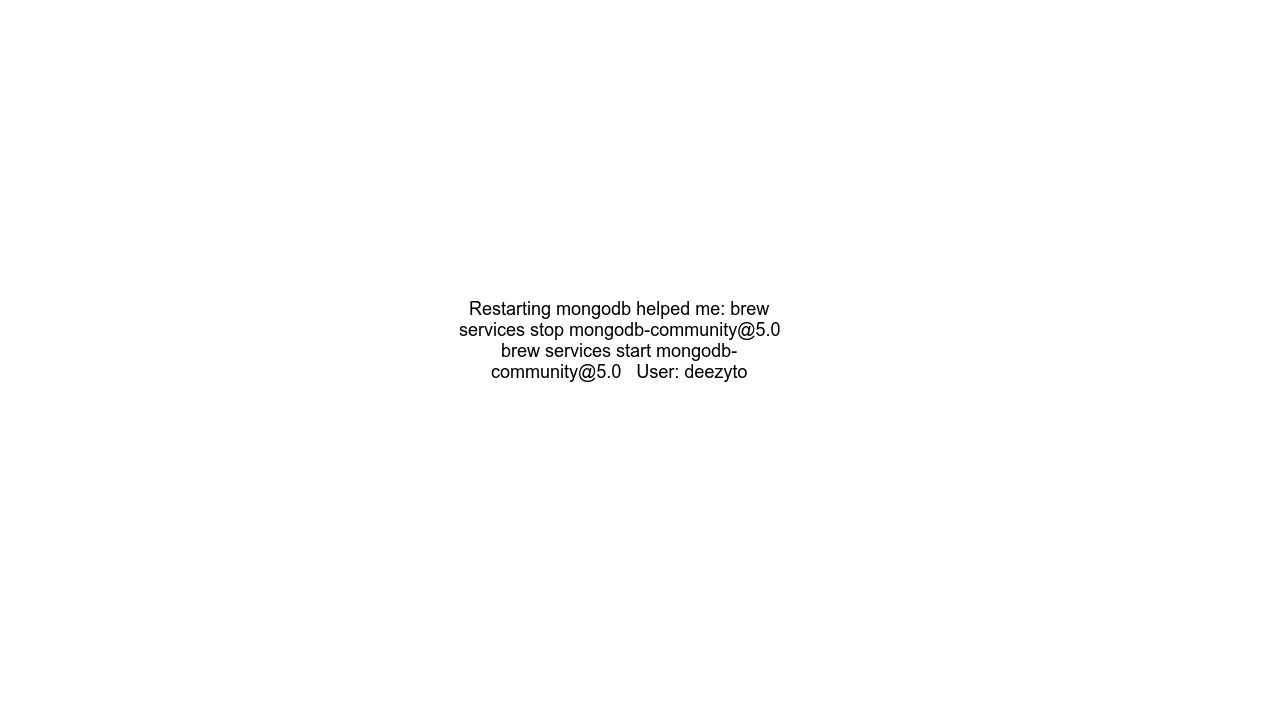 Restarting mongodb helped me: brew
services stop mongodb-community@5.0
brew services start mongodb-
community@5.0   User: deezyto